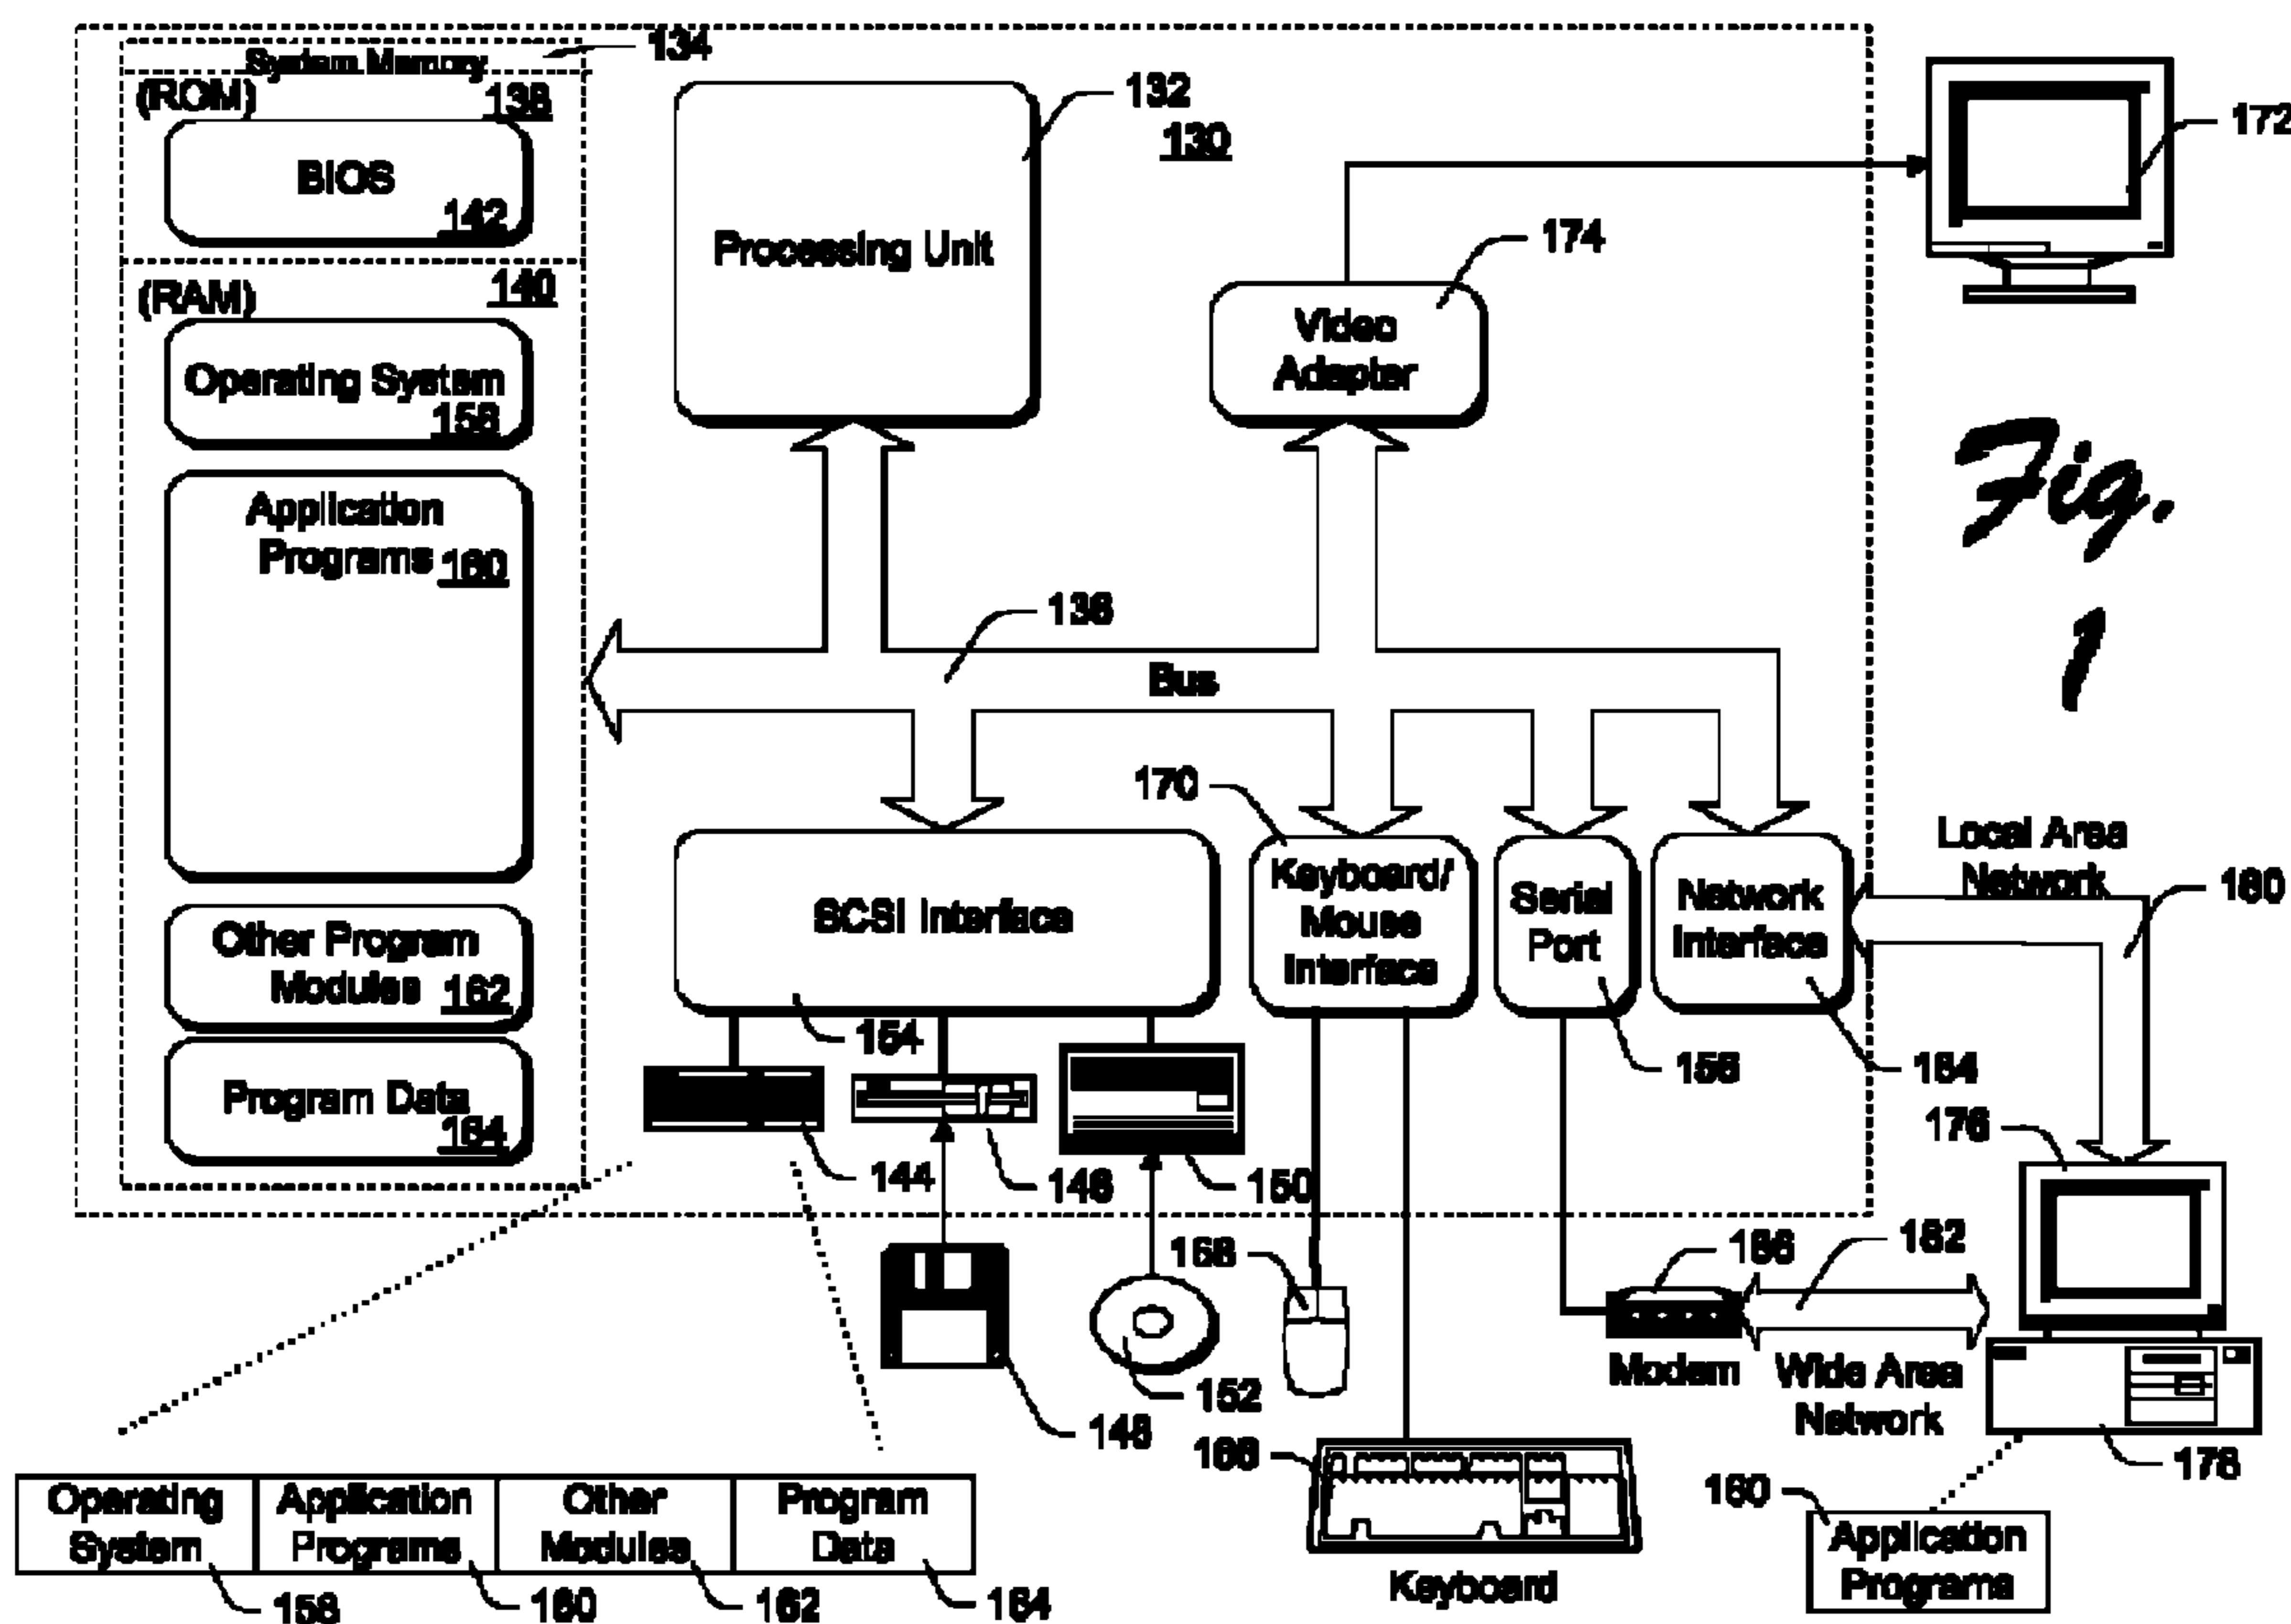 System Memory
134
(ROM)
138
BIOS
142
(RAM)
140
Operating System
158
Application
Programs 160
Other Program
Modules 162
Program Data
164
Processing Unit
132
130
Video
Adapter
174
172
Fig.
1
136
Bus
170
SCSI Interface
154
Keyboard/
Mouse
Interface
Serial
Port
156
Network
Interface
184
Local Area
Network
180
144
146
150
148
152
168
186
182
Modem
Wide Area
Network
176
178
166
Keyboard
160
Application
Programs
Operating
System
158
Application
Programs
160
Other
Modules
162
Program
Data
164